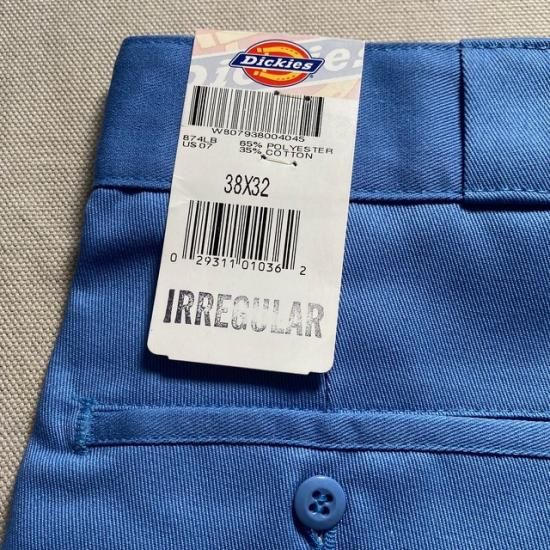 Dickies
W807938004045
874LB 65% POLYESTER
US 07 35% COTTON
38X32
0 29311 01036 2
IRREGULAR